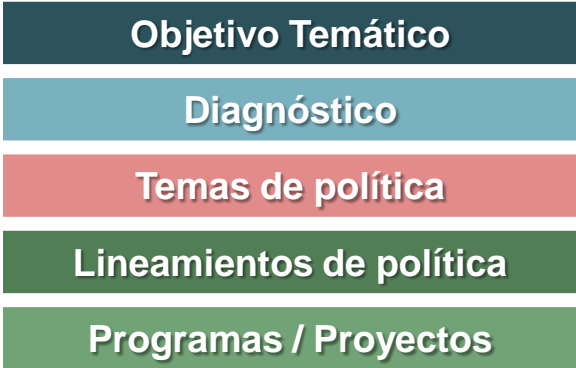 Objetivo Temático
Diagnóstico
Temas de política
Lineamientos de política
Programas / Proyectos